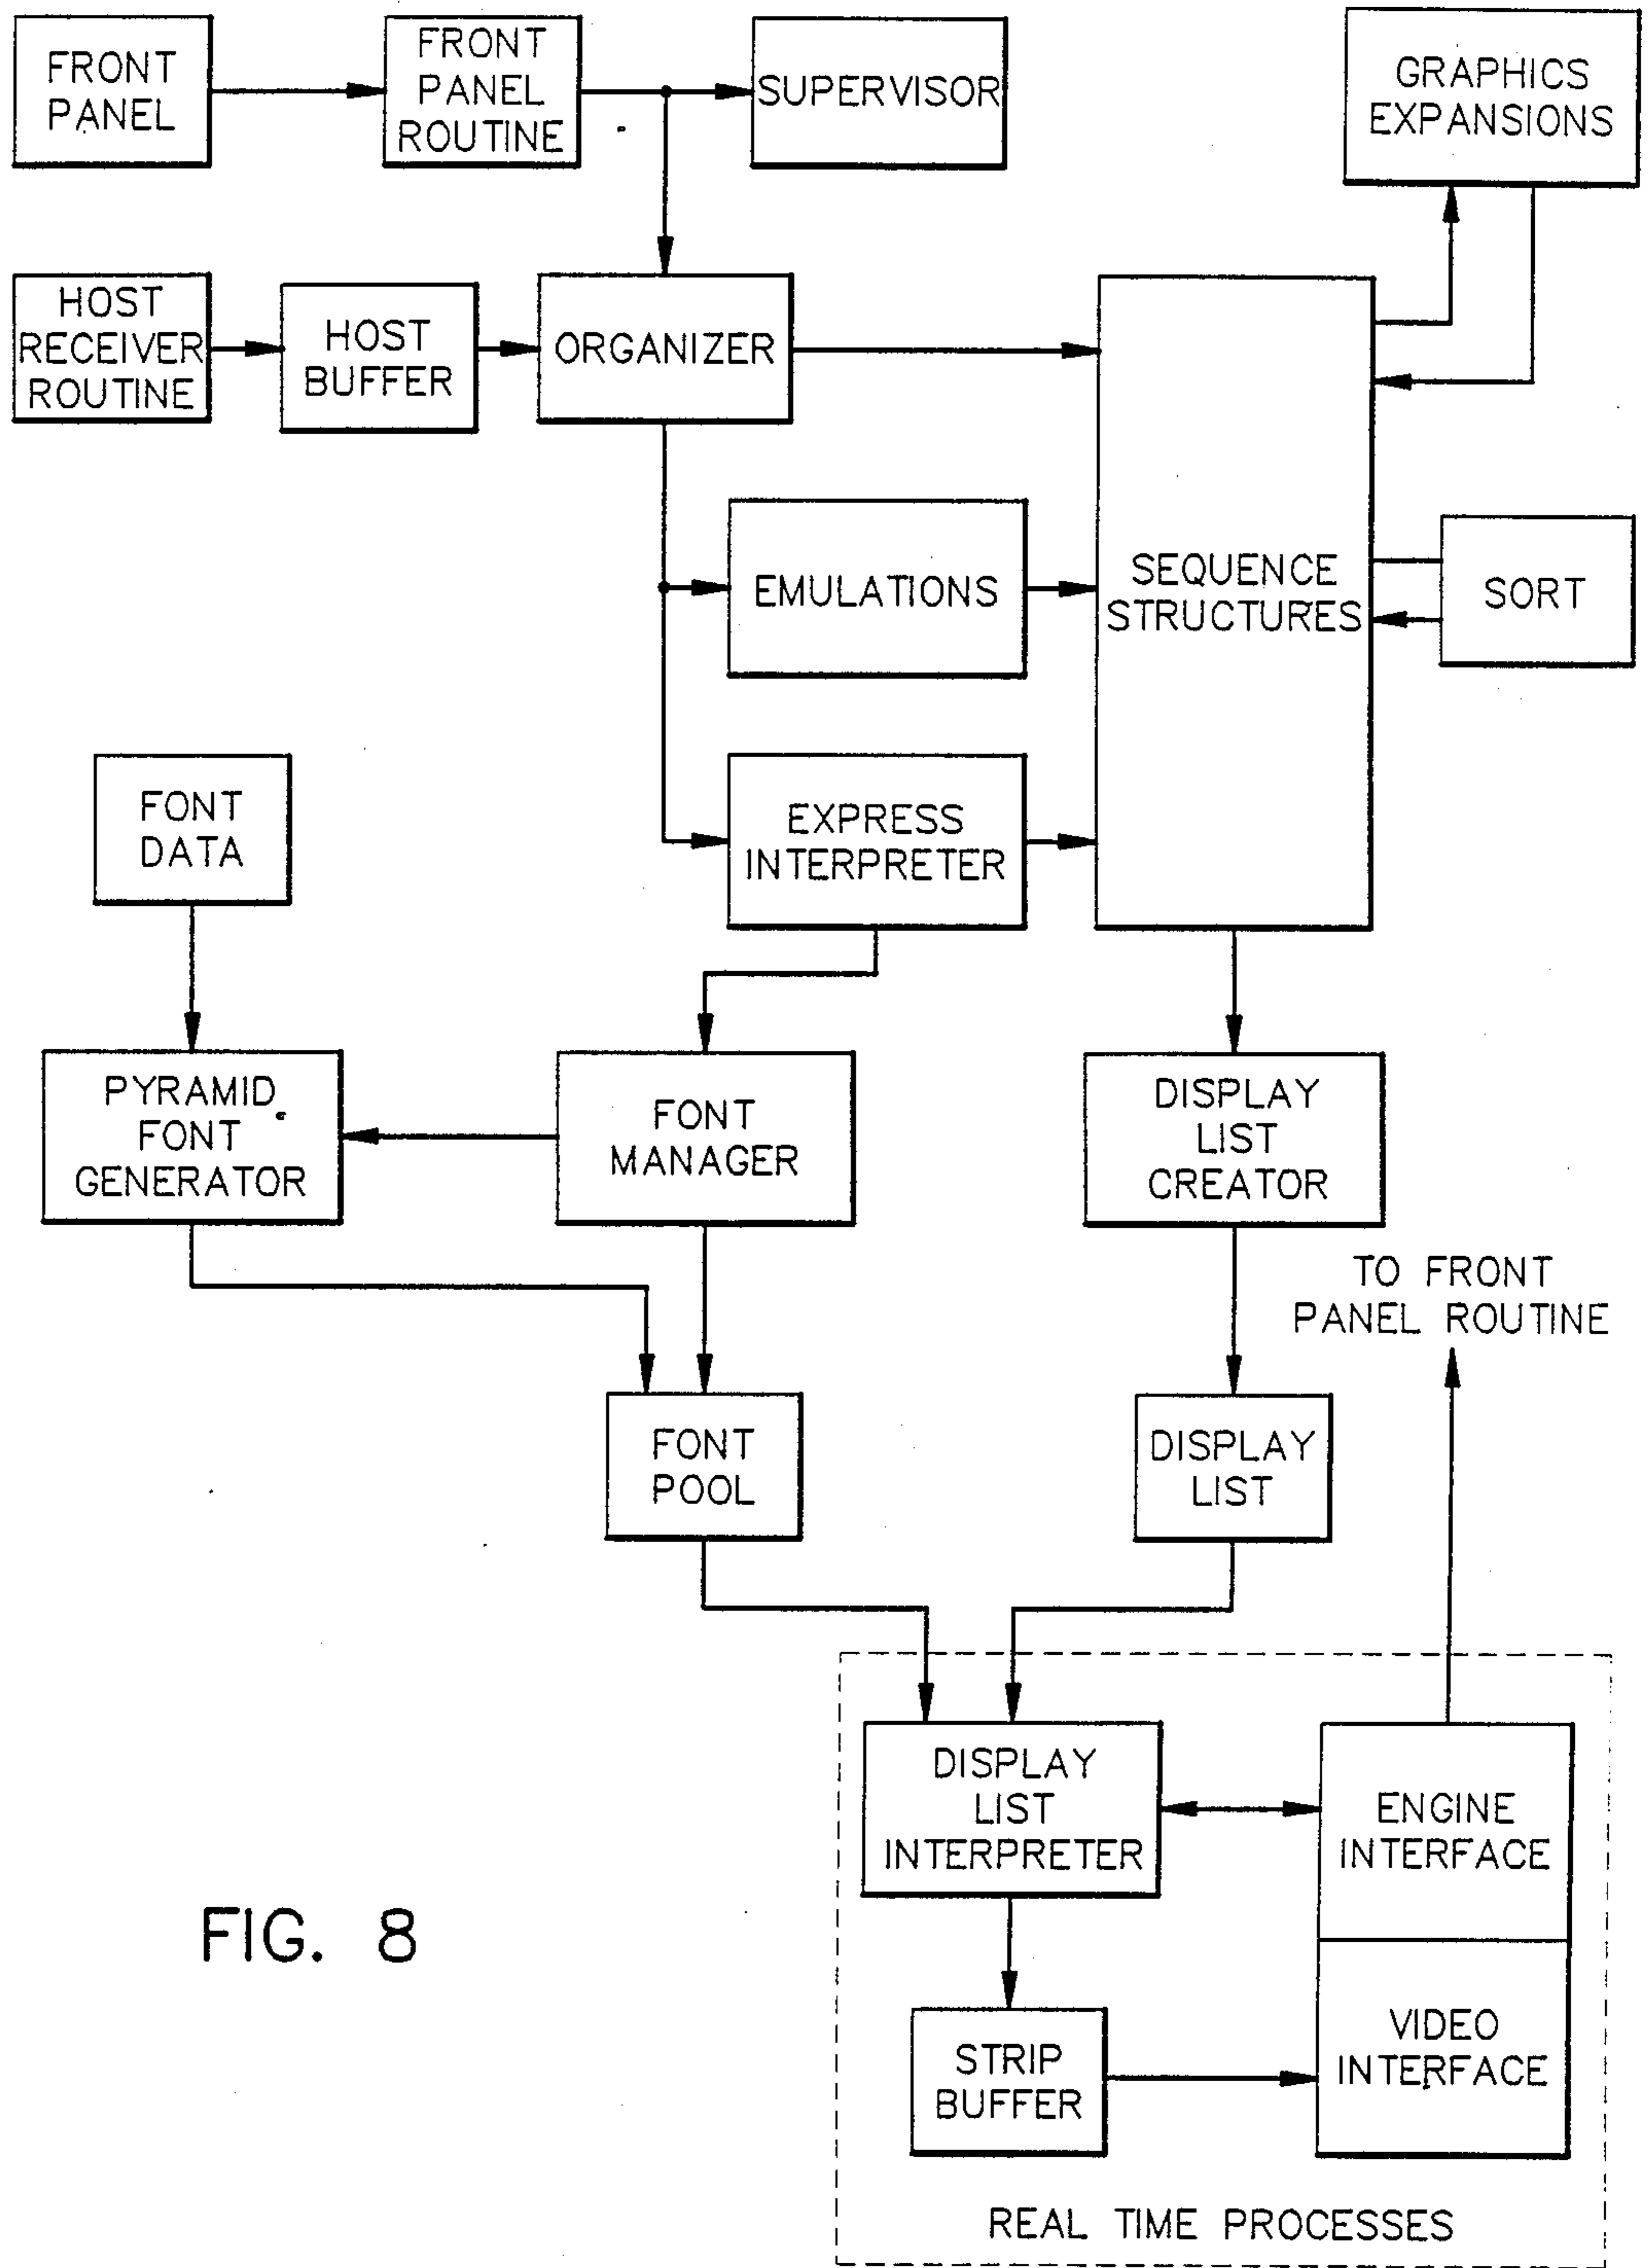 FRONT
PANEL
FRONT
PANEL
ROUTINE
SUPERVISOR
GRAPHICS
EXPANSIONS
HOST
RECEIVER
ROUTINE
HOST
BUFFER
ORGANIZER
EMULATIONS
SEQUENCE
STRUCTURES
SORT
FONT
DATA
EXPRESS
INTERPRETER
PYRAMID
FONT
GENERATOR
FONT
MANAGER
DISPLAY
LIST
CREATOR
TO FRONT
PANEL ROUTINE
FONT
POOL
DISPLAY
LIST
DISPLAY
LIST
INTERPRETER
ENGINE
INTERFACE
STRIP
BUFFER
VIDEO
INTERFACE
REAL TIME PROCESSES
FIG. 8